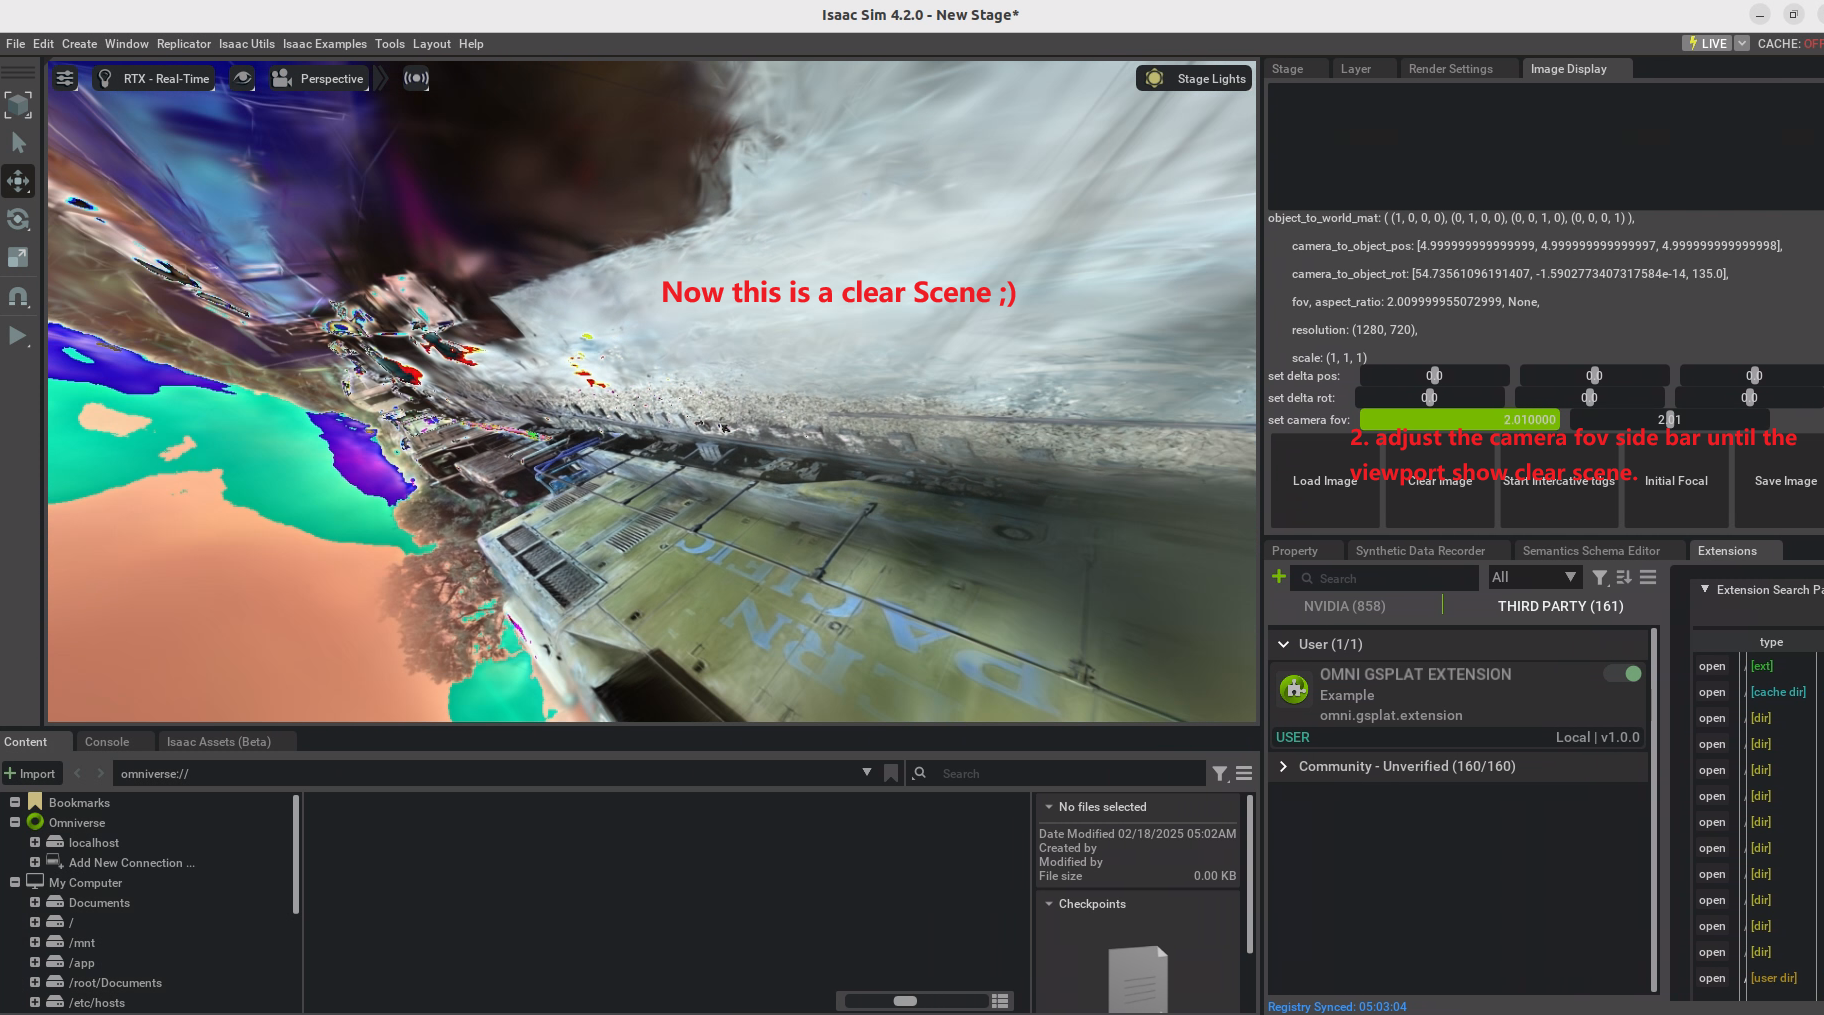 Isaac Sim 4.2.0 - New Stage*
File Edit Create Window Replicator Isaac Utils Isaac Examples Tools Layout Help
LIVE CACHE: OFF
RTX - Real-Time
Perspective
Stage Lights
Stage Layer Render Settings Image Display
Now this is a clear Scene ;)
object_to_world_mat: ( (1, 0, 0, 0), (0, 1, 0, 0), (0, 0, 1, 0), (0, 0, 0, 1) ),
camera_to_object_pos: [4.999999999999999, 4.999999999999997, 4.999999999999998],
camera_to_object_rot: [54.73561096191407, -1.5902773407317584e-14, 135.0],
fov, aspect_ratio: 2.009999955072999, None,
resolution: (1280, 720),
scale: (1, 1, 1)
set delta pos: 0.0 0.0 0.0
set delta rot: 0.0 0.0 0.0
set camera fov: 2.010000 2.01
2. adjust the camera fov side bar until the
viewport show clear scene.
Load Image Clear Image Start Intercative tdgs Initial Focal Save Image
Property Synthetic Data Recorder Semantics Schema Editor Extensions
Search
All
NVIDIA (858) THIRD PARTY (161)
User (1/1)
OMNI GSPLAT EXTENSION
Example
omni.gsplat.extension
USER Local | v1.0.0
Community - Unverified (160/160)
Registry Synced: 05:03:04
Extension Search Pa
type
open / [ext]
open / [cache dir]
open / [dir]
open / [dir]
open / [dir]
open / [dir]
open / [dir]
open / [dir]
open / [dir]
open / [dir]
open / [dir]
open / [dir]
open / [user dir]
Content Console Isaac Assets (Beta)
Import
omniverse://
Search
Bookmarks
Omniverse
localhost
Add New Connection ...
My Computer
Documents
/
/mnt
/app
/root/Documents
/etc/hosts
No files selected
Date Modified 02/18/2025 05:02AM
Created by
Modified by
File size 0.00 KB
Checkpoints